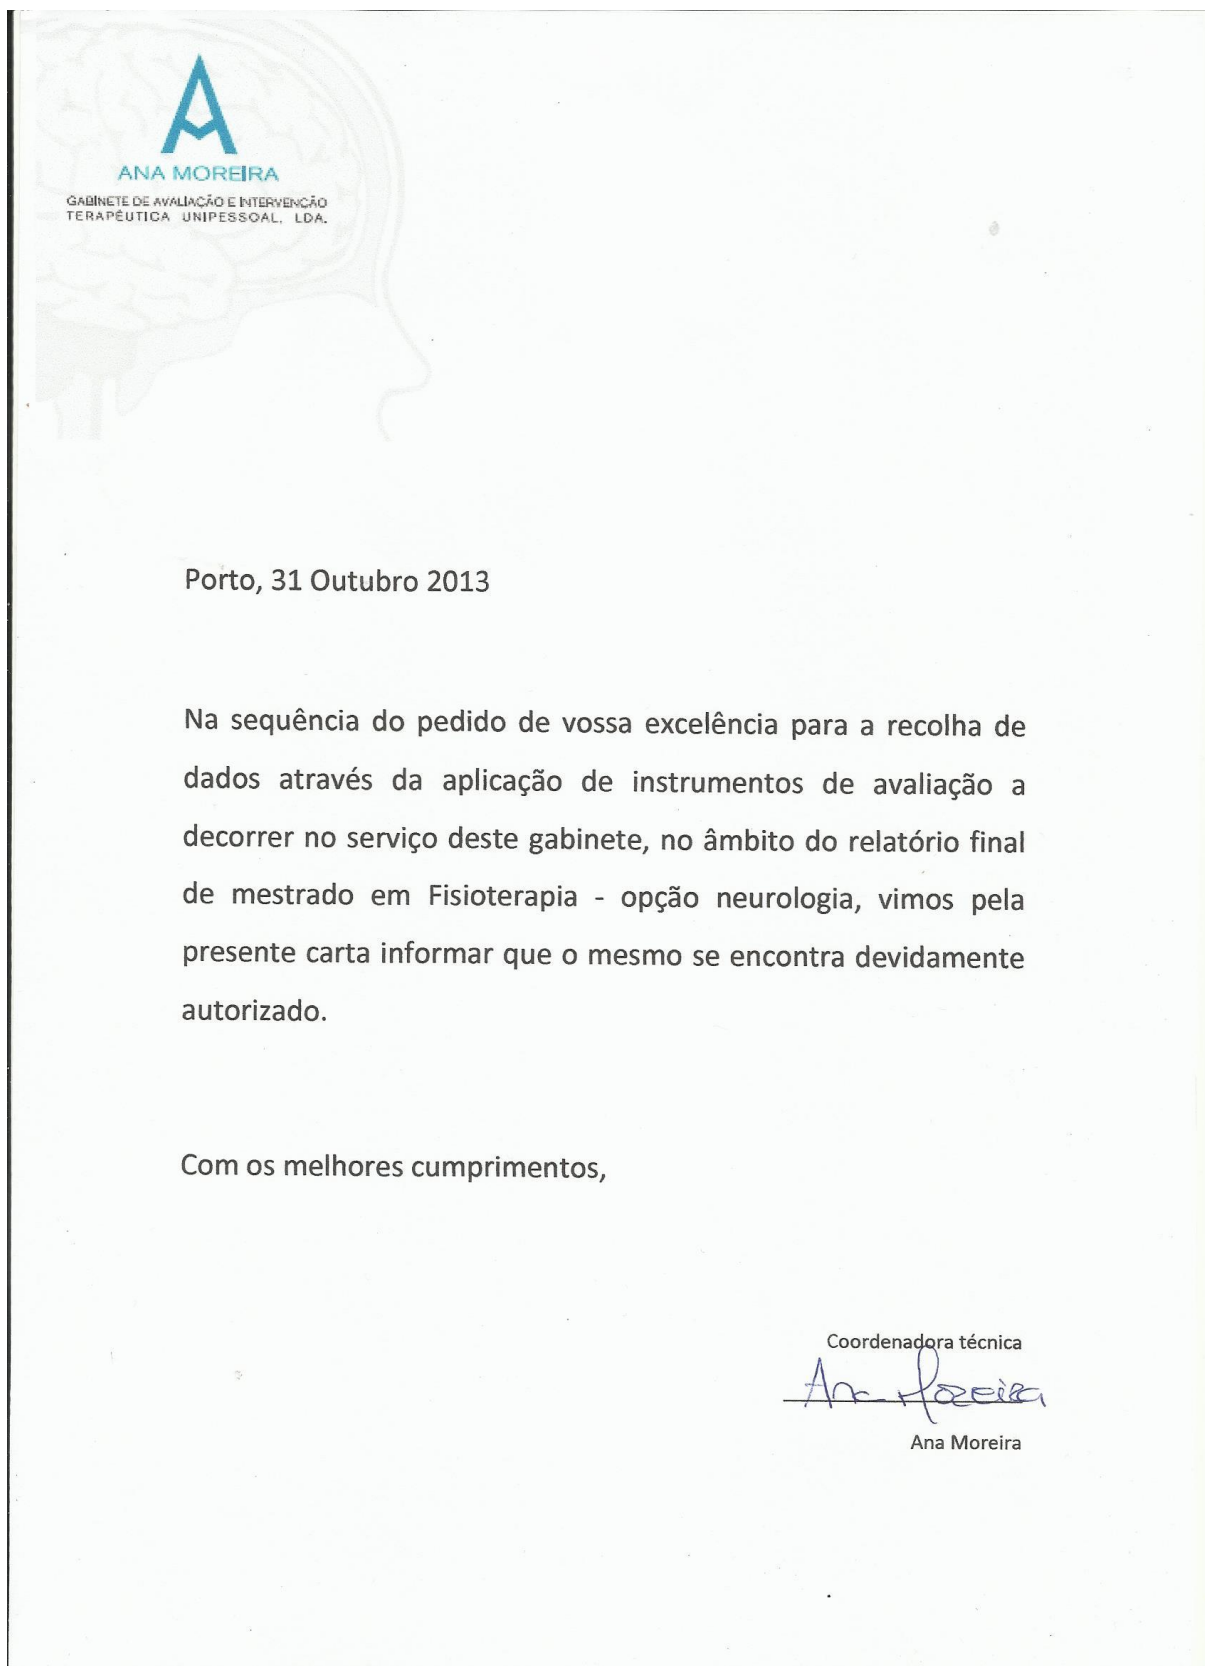 ANA MOREIRA
GABINETE DE AVALIAÇÃO E INTERVENÇÃO
TERAPÊUTICA UNIPESSOAL, LDA.
Porto, 31 Outubro 2013
Na sequência do pedido de vossa excelência para a recolha de
dados através da aplicação de instrumentos de avaliação a
decorrer no serviço deste gabinete, no âmbito do relatório final
de mestrado em Fisioterapia - opção neurologia, vimos pela
presente carta informar que o mesmo se encontra devidamente
autorizado.
Com os melhores cumprimentos,
Coordenadora técnica
Ana Moreira
Ana Moreira